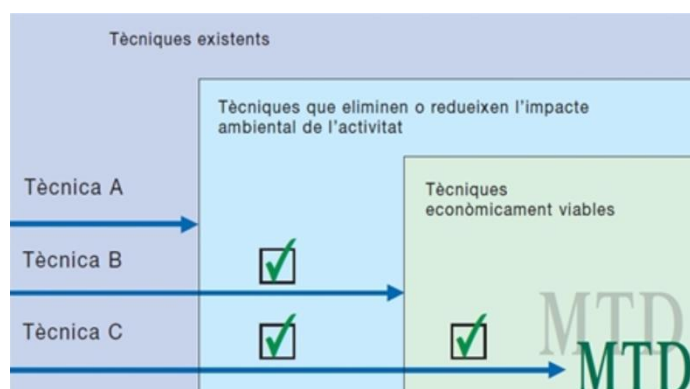 Tècniques existents
Tècniques que eliminen o redueixen l'impacte
ambiental de l'activitat
Tècnica A
Tècniques
econòmicament viables
Tècnica B
Tècnica C
MTD
MTD